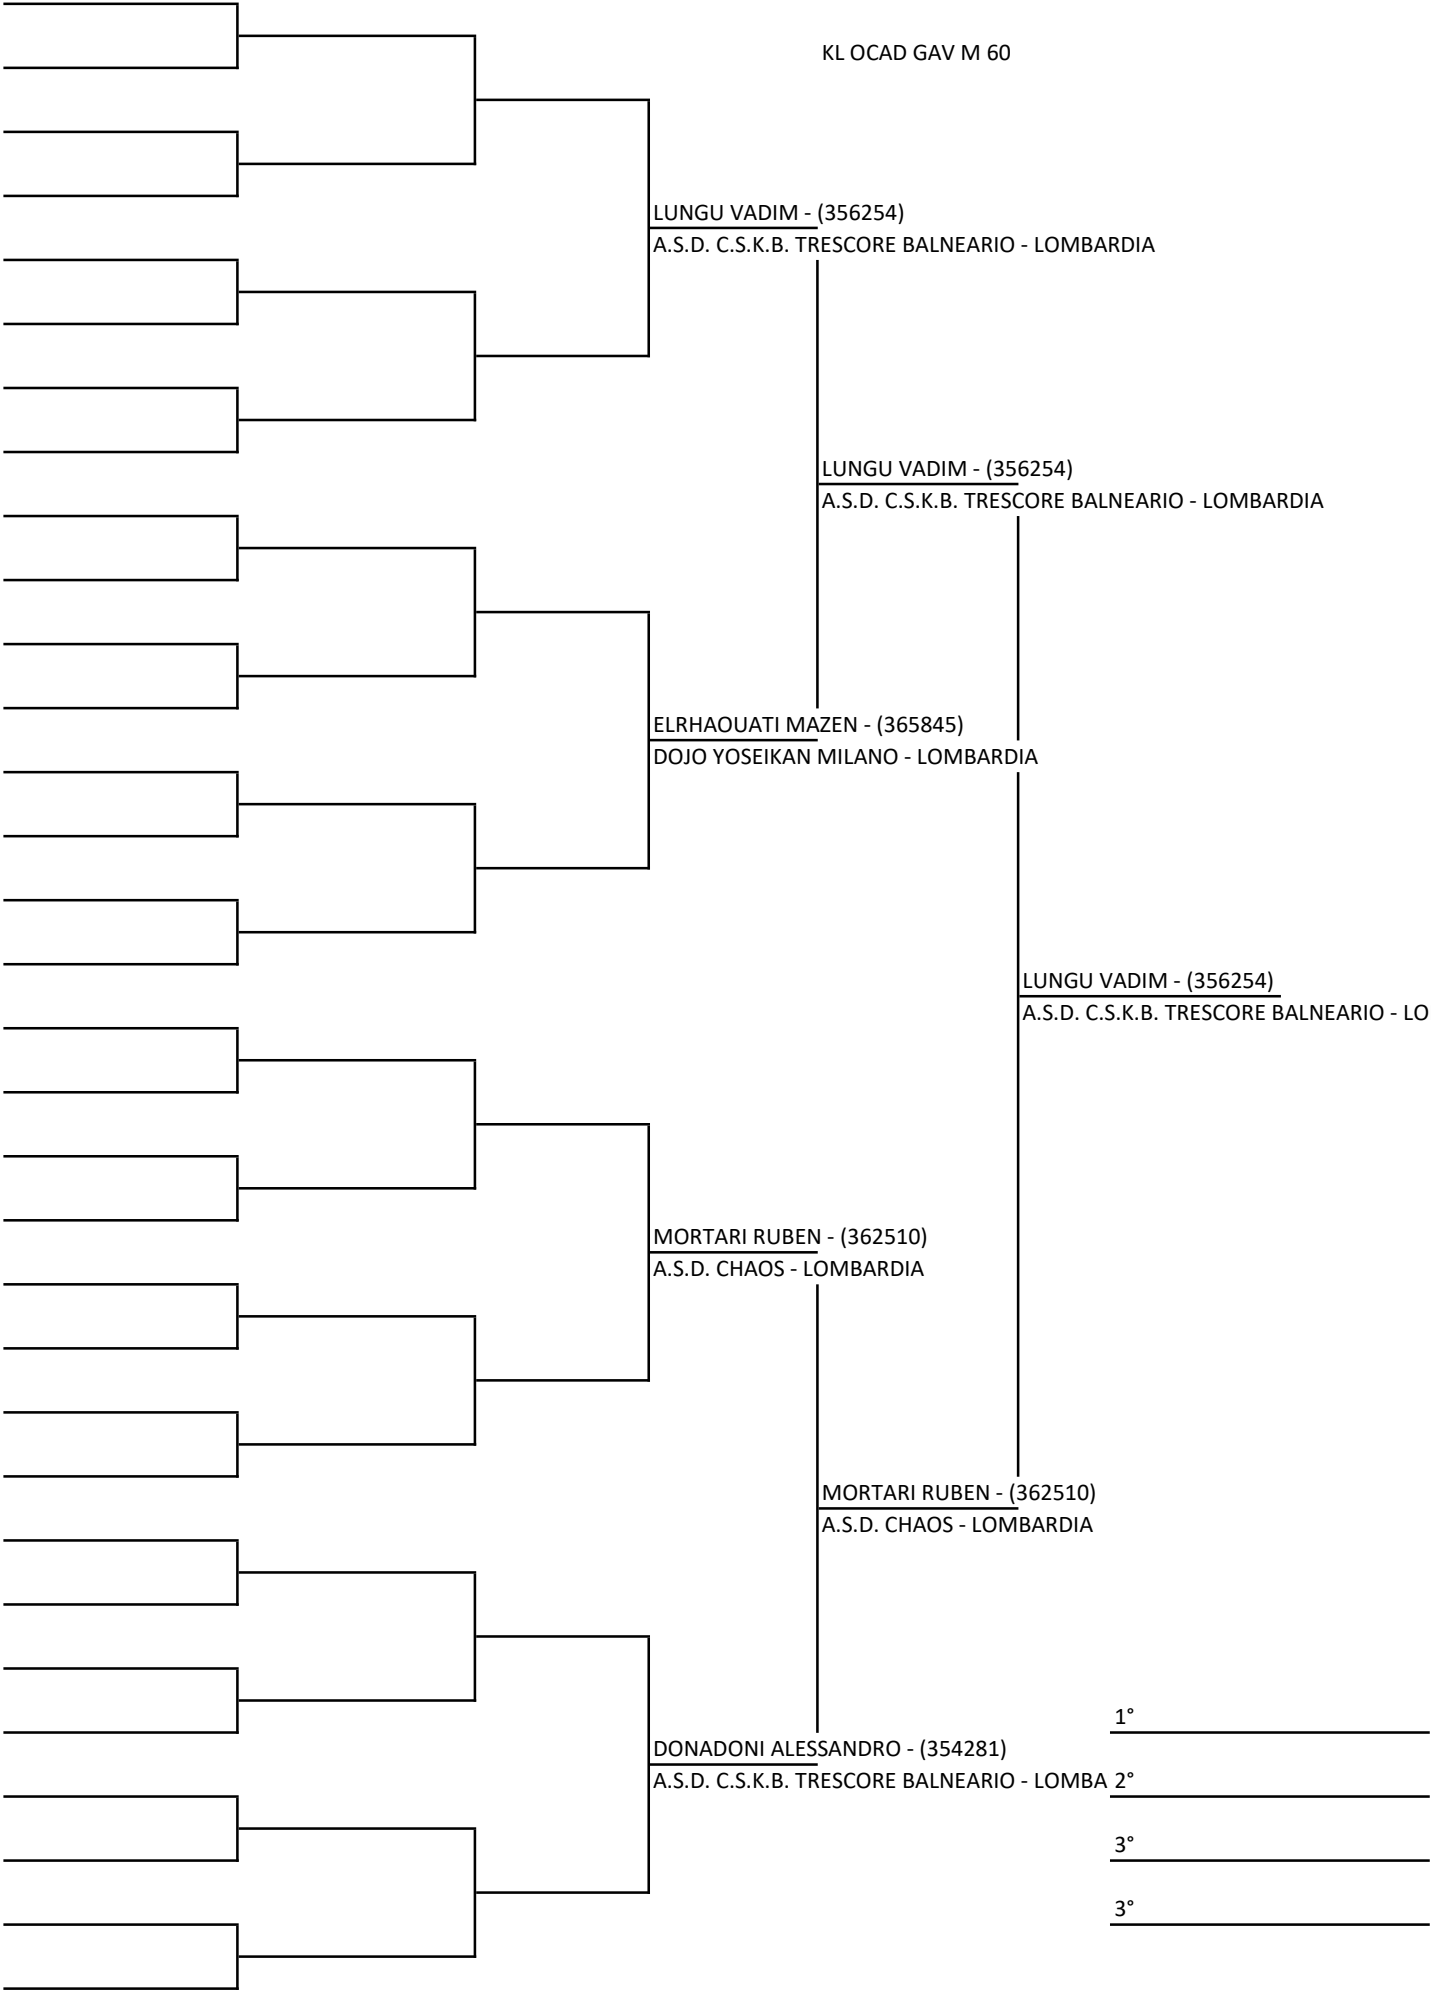 KL OCAD GAV M 60
LUNGU VADIM - (356254)
A.S.D. C.S.K.B. TRESCORE BALNEARIO - LOMBARDIA
LUNGU VADIM - (356254)
A.S.D. C.S.K.B. TRESCORE BALNEARIO - LOMBARDIA
ELRHAOUATI MAZEN - (365845)
DOJO YOSEIKAN MILANO - LOMBARDIA
LUNGU VADIM - (356254)
A.S.D. C.S.K.B. TRESCORE BALNEARIO - LO
MORTARI RUBEN - (362510)
A.S.D. CHAOS - LOMBARDIA
MORTARI RUBEN - (362510)
A.S.D. CHAOS - LOMBARDIA
1°
DONADONI ALESSANDRO - (354281)
A.S.D. C.S.K.B. TRESCORE BALNEARIO - LOMBA
2°
3°
3°